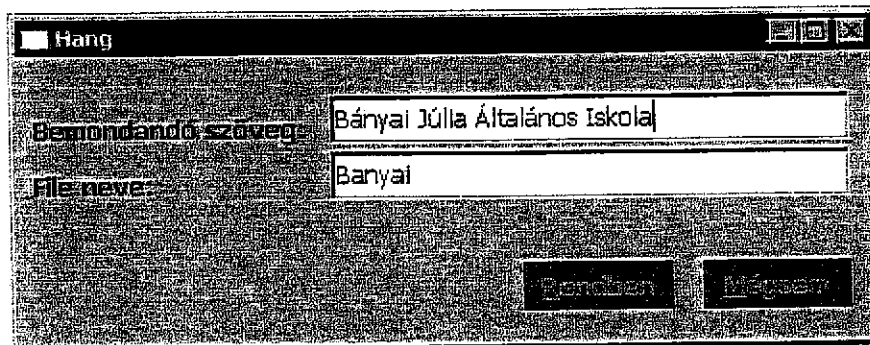 Hang
Bemondandó szöveg:
Bányai Júlia Általános Iskola
File neve:
Banyai
Rendben
Mégsem